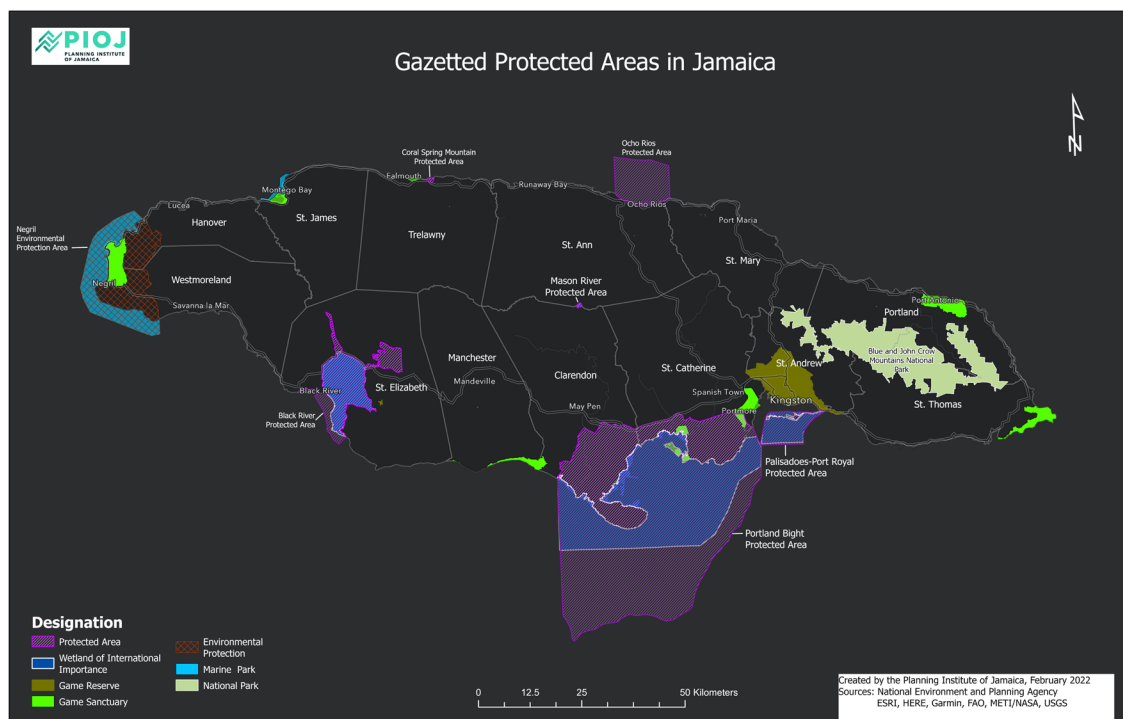 PIOJ
PLANNING INSTITUTE
OF JAMAICA
Gazetted Protected Areas in Jamaica
N
Ocho Rios
Protected Area
Coral Spring Mountain
Protected Area
Falmouth
Montego Bay
Runaway Bay
Ocho Rios
Lucea
Hanover
St. James
Port Maria
Negril
Environmental
Protection Area
Trelawny
St. Ann
St. Mary
Westmoreland
Negril
Mason River
Protected Area
Savanna la Mar
Port Antonio
Portland
Blue and John Crow
Mountains National
Park
St. Andrew
Manchester
Mandeville
Clarendon
St. Catherine
Black River
St. Elizabeth
Spanish Town
Kingston
St. Thomas
May Pen
Portmore
Black River
Protected Area
Palisadoes-Port Royal
Protected Area
Portland Bight
Protected Area
Designation
Protected Area
Wetland of International
Importance
Game Reserve
Game Sanctuary
Environmental
Protection
Marine Park
National Park
0 12.5 25 50 Kilometers
Created by the Planning Institute of Jamaica, February 2022
Sources: National Environment and Planning Agency
ESRI, HERE, Garmin, FAO, METI/NASA, USGS